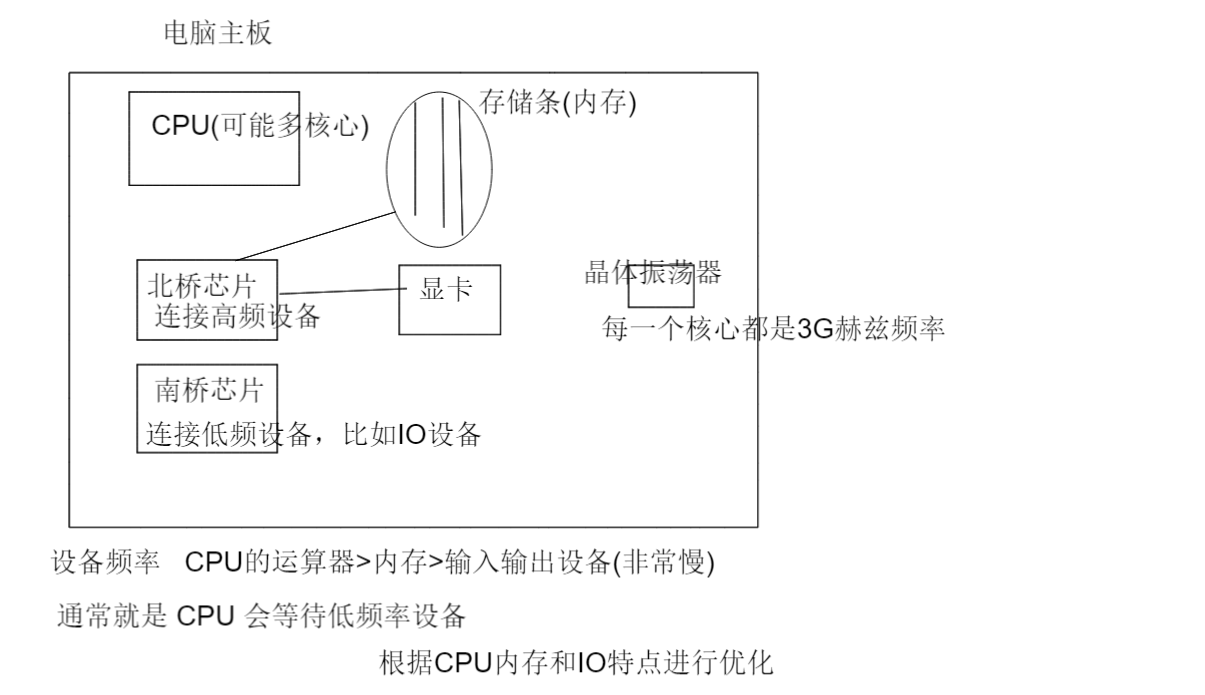 电脑主板
存储条(内存)
CPU(可能多核心)
晶体振荡器
北桥芯片
显卡
连接高频设备
每一个核心都是3G赫兹频率
南桥芯片
连接低频设备，比如IO设备
设备频率 CPU的运算器>内存>输入输出设备(非常慢)
通常就是 CPU 会等待低频率设备
根据CPU内存和IO特点进行优化